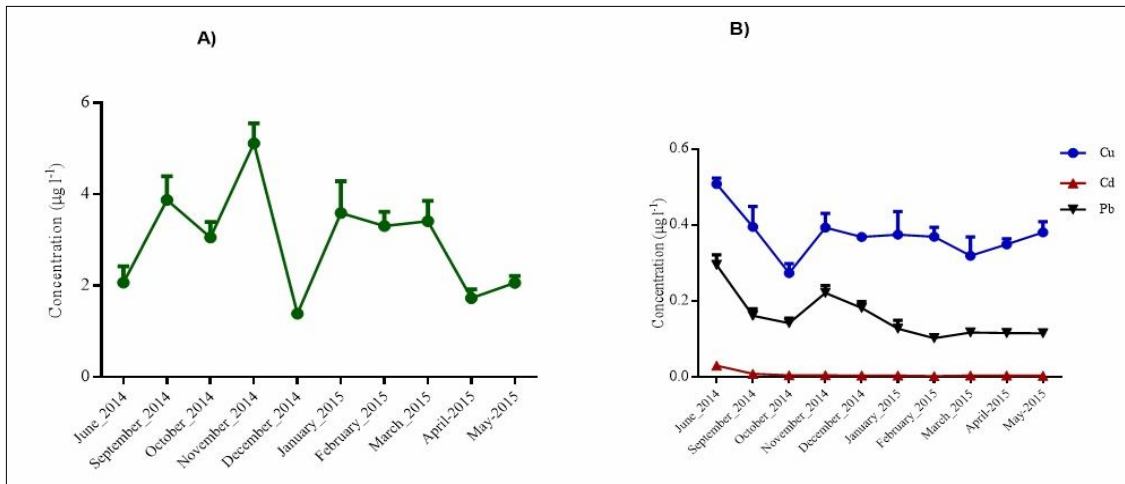 A)
Concentration (µg l⁻¹)
6
4
2
0
June_2014
September_2014
October_2014
November_2014
December_2014
January_2015
February_2015
March_2015
April-2015
May-2015
B)
Concentration (µg l⁻¹)
0.6
0.4
0.2
0.0
June_2014
September_2014
October_2014
November_2014
December_2014
January_2015
February_2015
March_2015
April-2015
May-2015
Cu
Cd
Pb